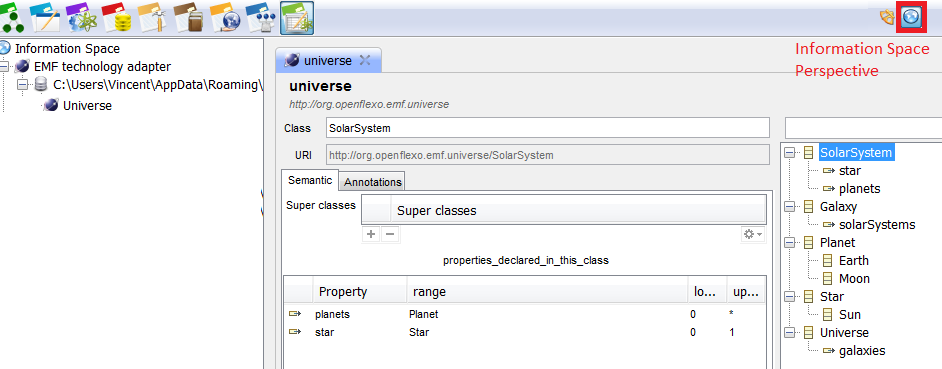 Information Space
Perspective
Information Space
EMF technology adapter
C:\Users\Vincent\AppData\Roaming\
Universe
universe
universe
http://org.openflexo.emf.universe
Class SolarSystem
URI http://org.openflexo.emf.universe/SolarSystem
Semantic Annotations
Super classes Super classes
properties_declared_in_this_class
Property range lo... up...
planets Planet 0 *
star Star 0 1
SolarSystem
star
planets
Galaxy
solarSystems
Planet
Earth
Moon
Star
Sun
Universe
galaxies